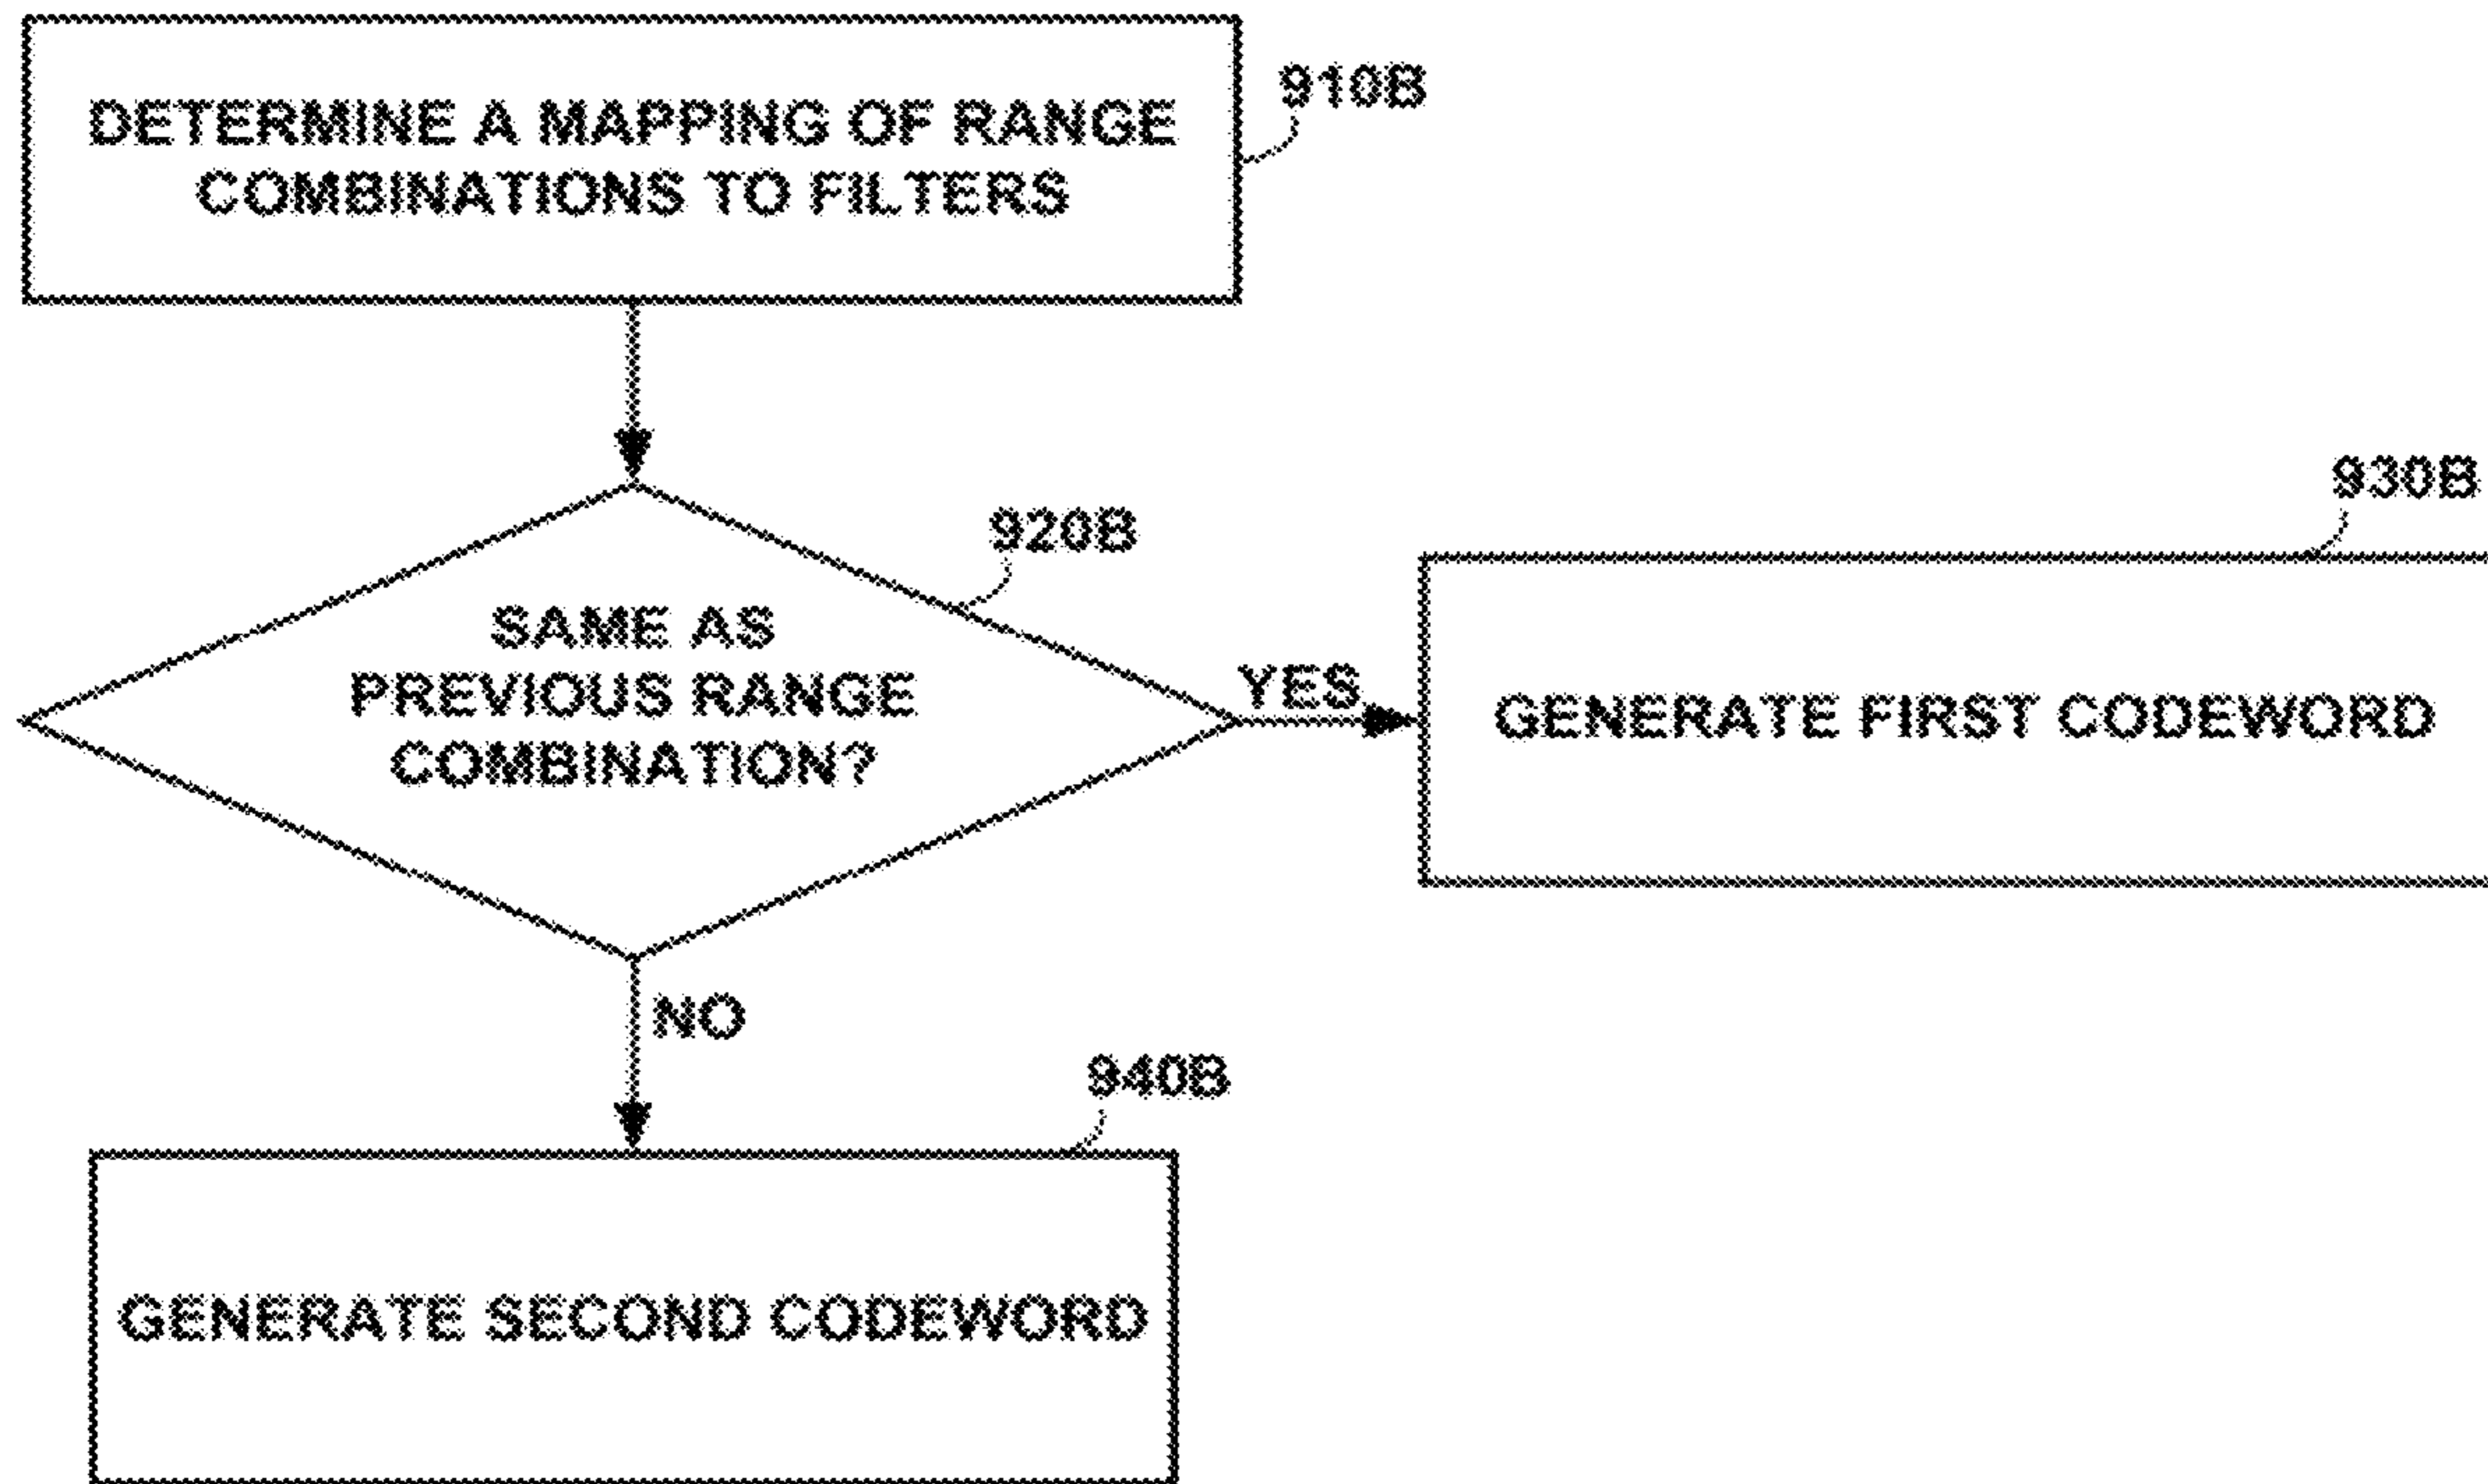 DETERMINE A MAPPING OF RANGE
COMBINATIONS TO FILTERS
910B
920B
SAME AS
PREVIOUS RANGE
COMBINATION?
YES
930B
GENERATE FIRST CODEWORD
NO
940B
GENERATE SECOND CODEWORD